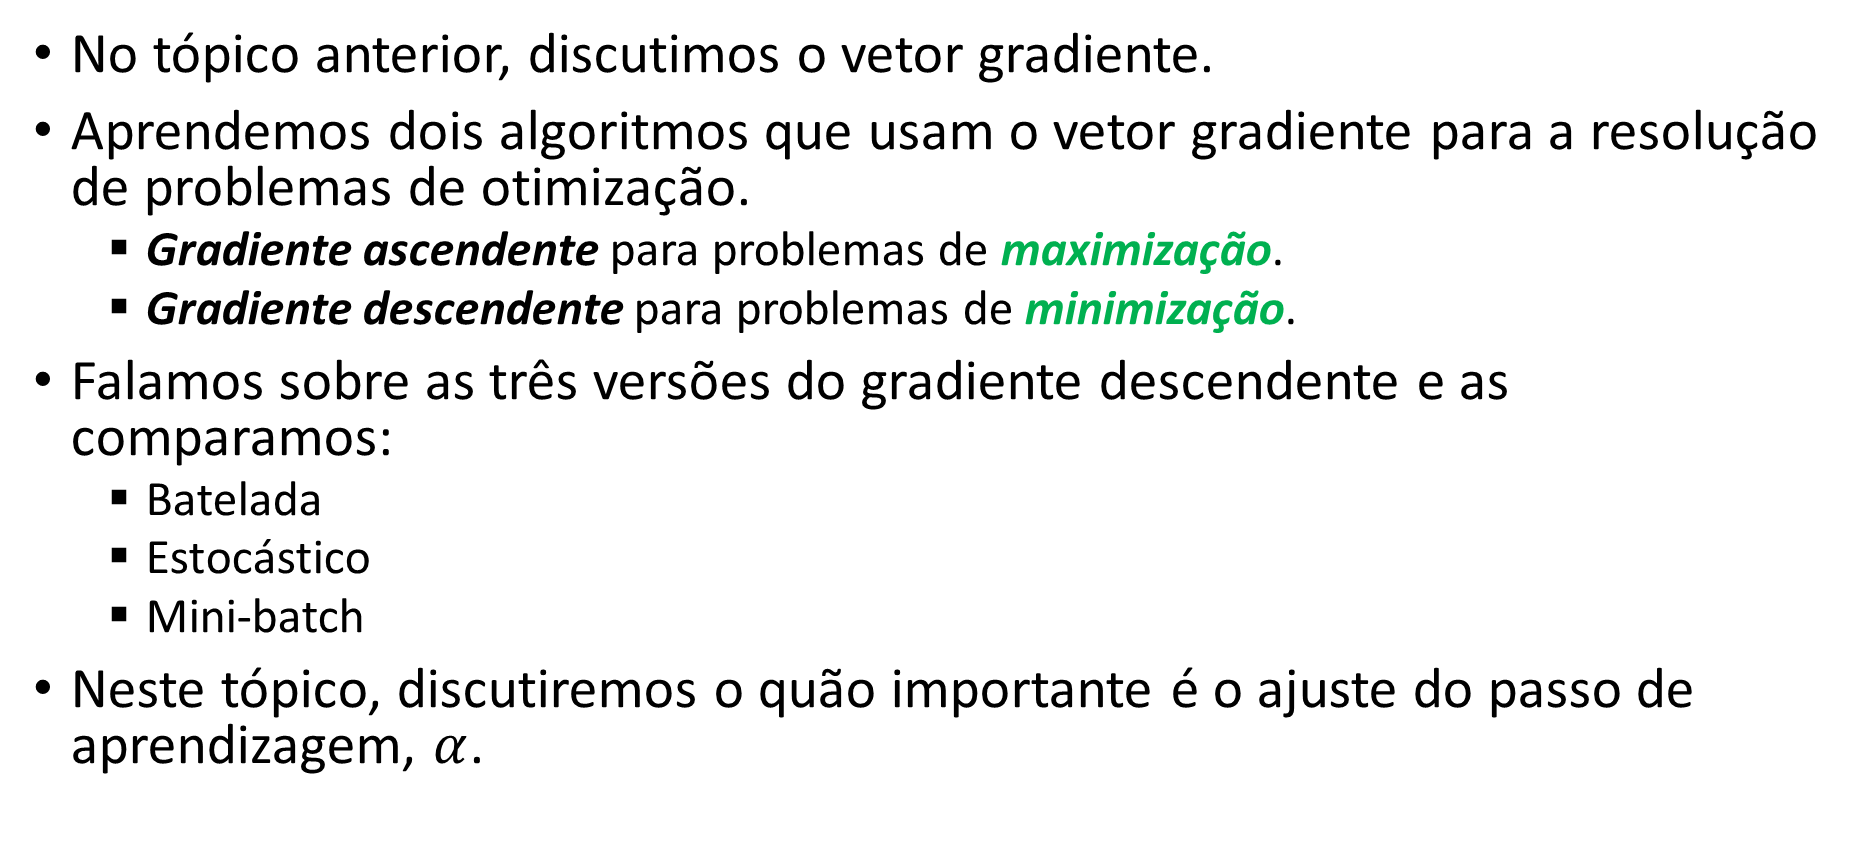 • No tópico anterior, discutimos o vetor gradiente.
• Aprendemos dois algoritmos que usam o vetor gradiente para a resolução
de problemas de otimização.
▪ Gradiente ascendente para problemas de maximização.
▪ Gradiente descendente para problemas de minimização.
• Falamos sobre as três versões do gradiente descendente e as
comparamos:
▪ Batelada
▪ Estocástico
▪ Mini-batch
• Neste tópico, discutiremos o quão importante é o ajuste do passo de
aprendizagem, α.